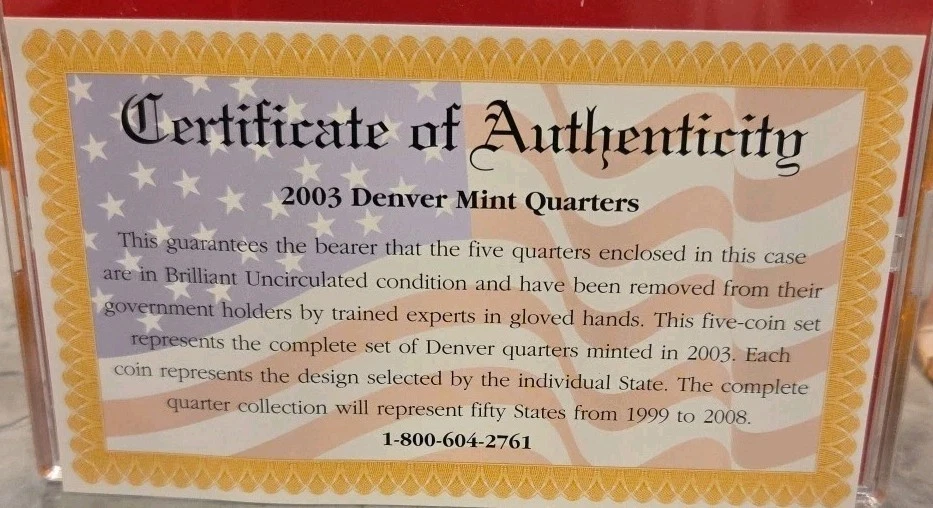 Certificate of Authenticity
2003 Denver Mint Quarters
This guarantees the bearer that the five quarters enclosed in this case
are in Brilliant Uncirculated condition and have been removed from their
government holders by trained experts in gloved hands. This five-coin set
represents the complete set of Denver quarters minted in 2003. Each
coin represents the design selected by the individual State. The complete
quarter collection will represent fifty States from 1999 to 2008.
1-800-604-2761